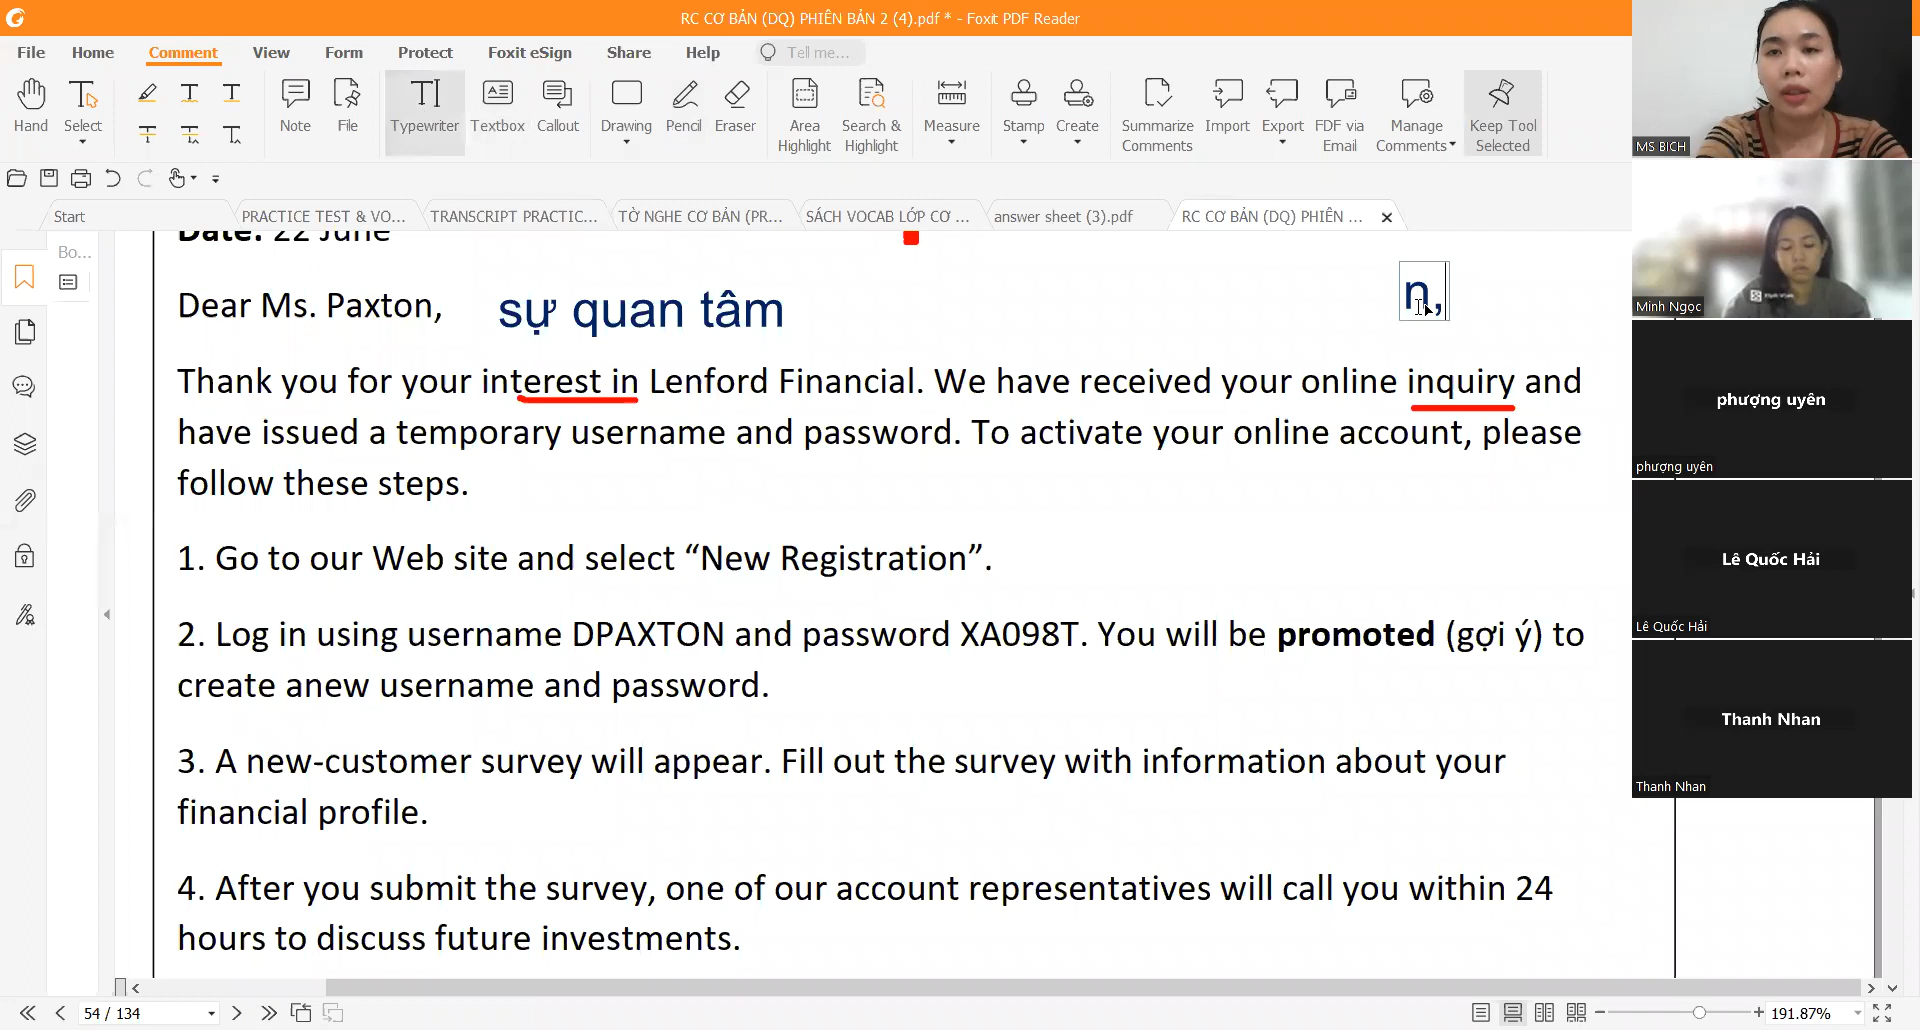 RC CƠ BẢN (DQ) PHIÊN BẢN 2 (4).pdf * - Foxit PDF Reader
File Home Comment View Form Protect Foxit eSign Share Help Tell me...
Hand Select Note File Typewriter Textbox Callout Drawing Pencil Eraser Area Highlight Search & Highlight Measure Stamp Create Summarize Comments Import Export FDF via Email Manage Comments Keep Tool Selected
Start PRACTICE TEST & VO... TRANSCRIPT PRACTIC... TỜ NGHE CƠ BẢN (PR... SÁCH VOCAB LỚP CƠ ... answer sheet (3).pdf RC CƠ BẢN (DQ) PHIÊN ...
Bo...
Date: 22 June
n,
Dear Ms. Paxton,
sự quan tâm
Thank you for your interest in Lenford Financial. We have received your online inquiry and
have issued a temporary username and password. To activate your online account, please
follow these steps.
1. Go to our Web site and select “New Registration”.
2. Log in using username DPAXTON and password XA098T. You will be promoted (gợi ý) to
create anew username and password.
3. A new-customer survey will appear. Fill out the survey with information about your
financial profile.
4. After you submit the survey, one of our account representatives will call you within 24
hours to discuss future investments.
54 / 134
191.87%
MS BICH
Minh Ngọc
phượng uyên
phượng uyên
Lê Quốc Hải
Lê Quốc Hải
Thanh Nhan
Thanh Nhan